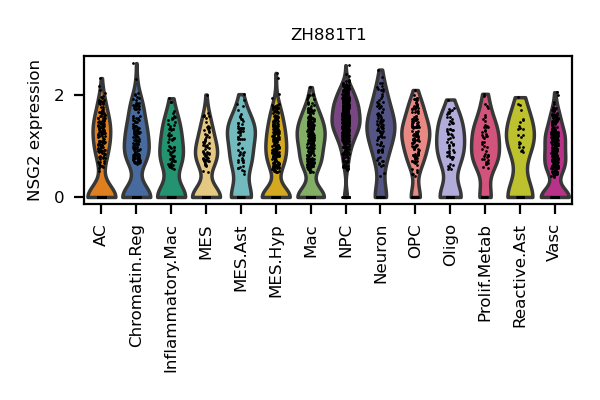 ZH881T1
NSG2 expression
2
0
AC
Chromatin.Reg
Inflammatory.Mac
MES
MES.Ast
MES.Hyp
Mac
NPC
Neuron
OPC
Oligo
Prolif.Metab
Reactive.Ast
Vasc